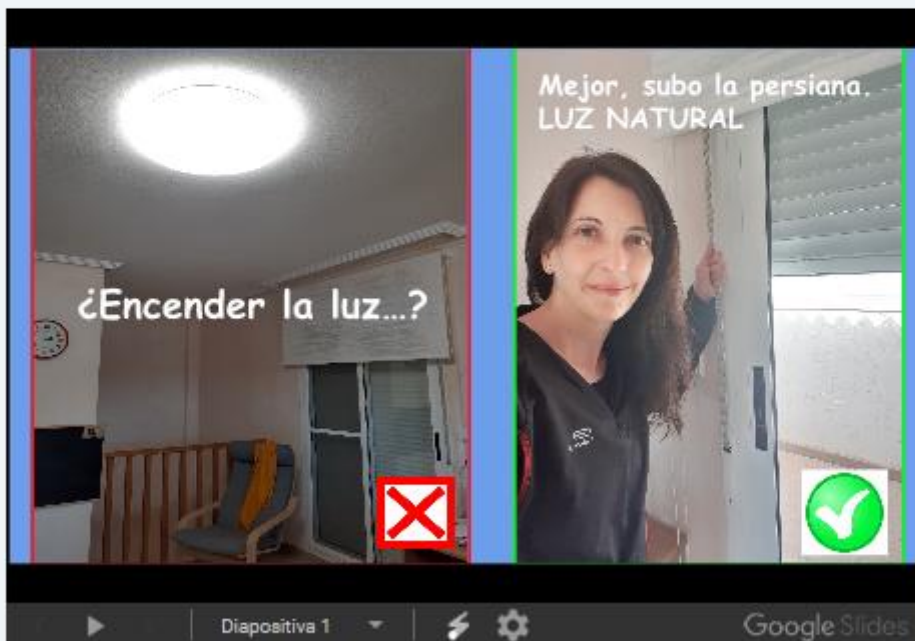 ¿Encender la luz...?
Mejor, subo la persiana.
LUZ NATURAL
Diapositiva 1
Google Slides